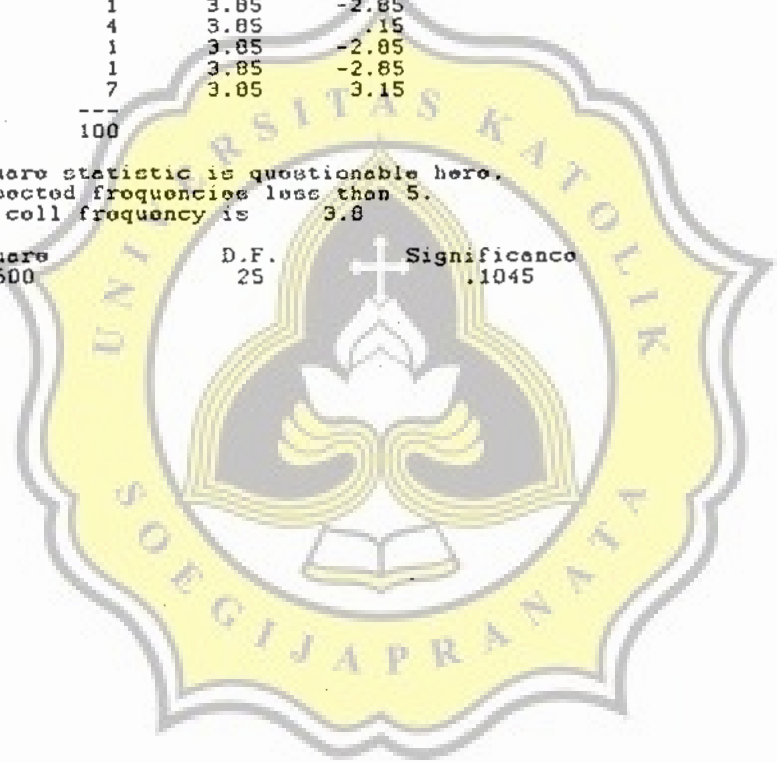 1 3.85 -2.85
4 3.85 .15
1 3.85 -2.85
1 3.85 -2.85
7 3.85 3.15
---
100
statistic is questionable here.
frequencies less than 5.
cell frequency is 3.8
D.F. Significance
25 .1045
UNIVERSITAS KATOLIK
SOEGIJAPRANATA